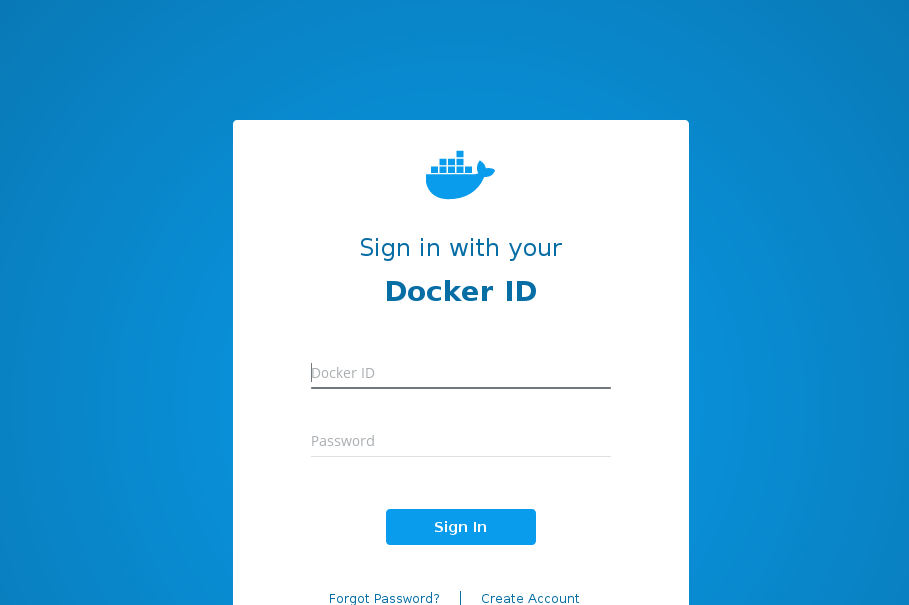 Sign in with your
Docker ID
Docker ID
Password
Sign In
Forgot Password? | Create Account